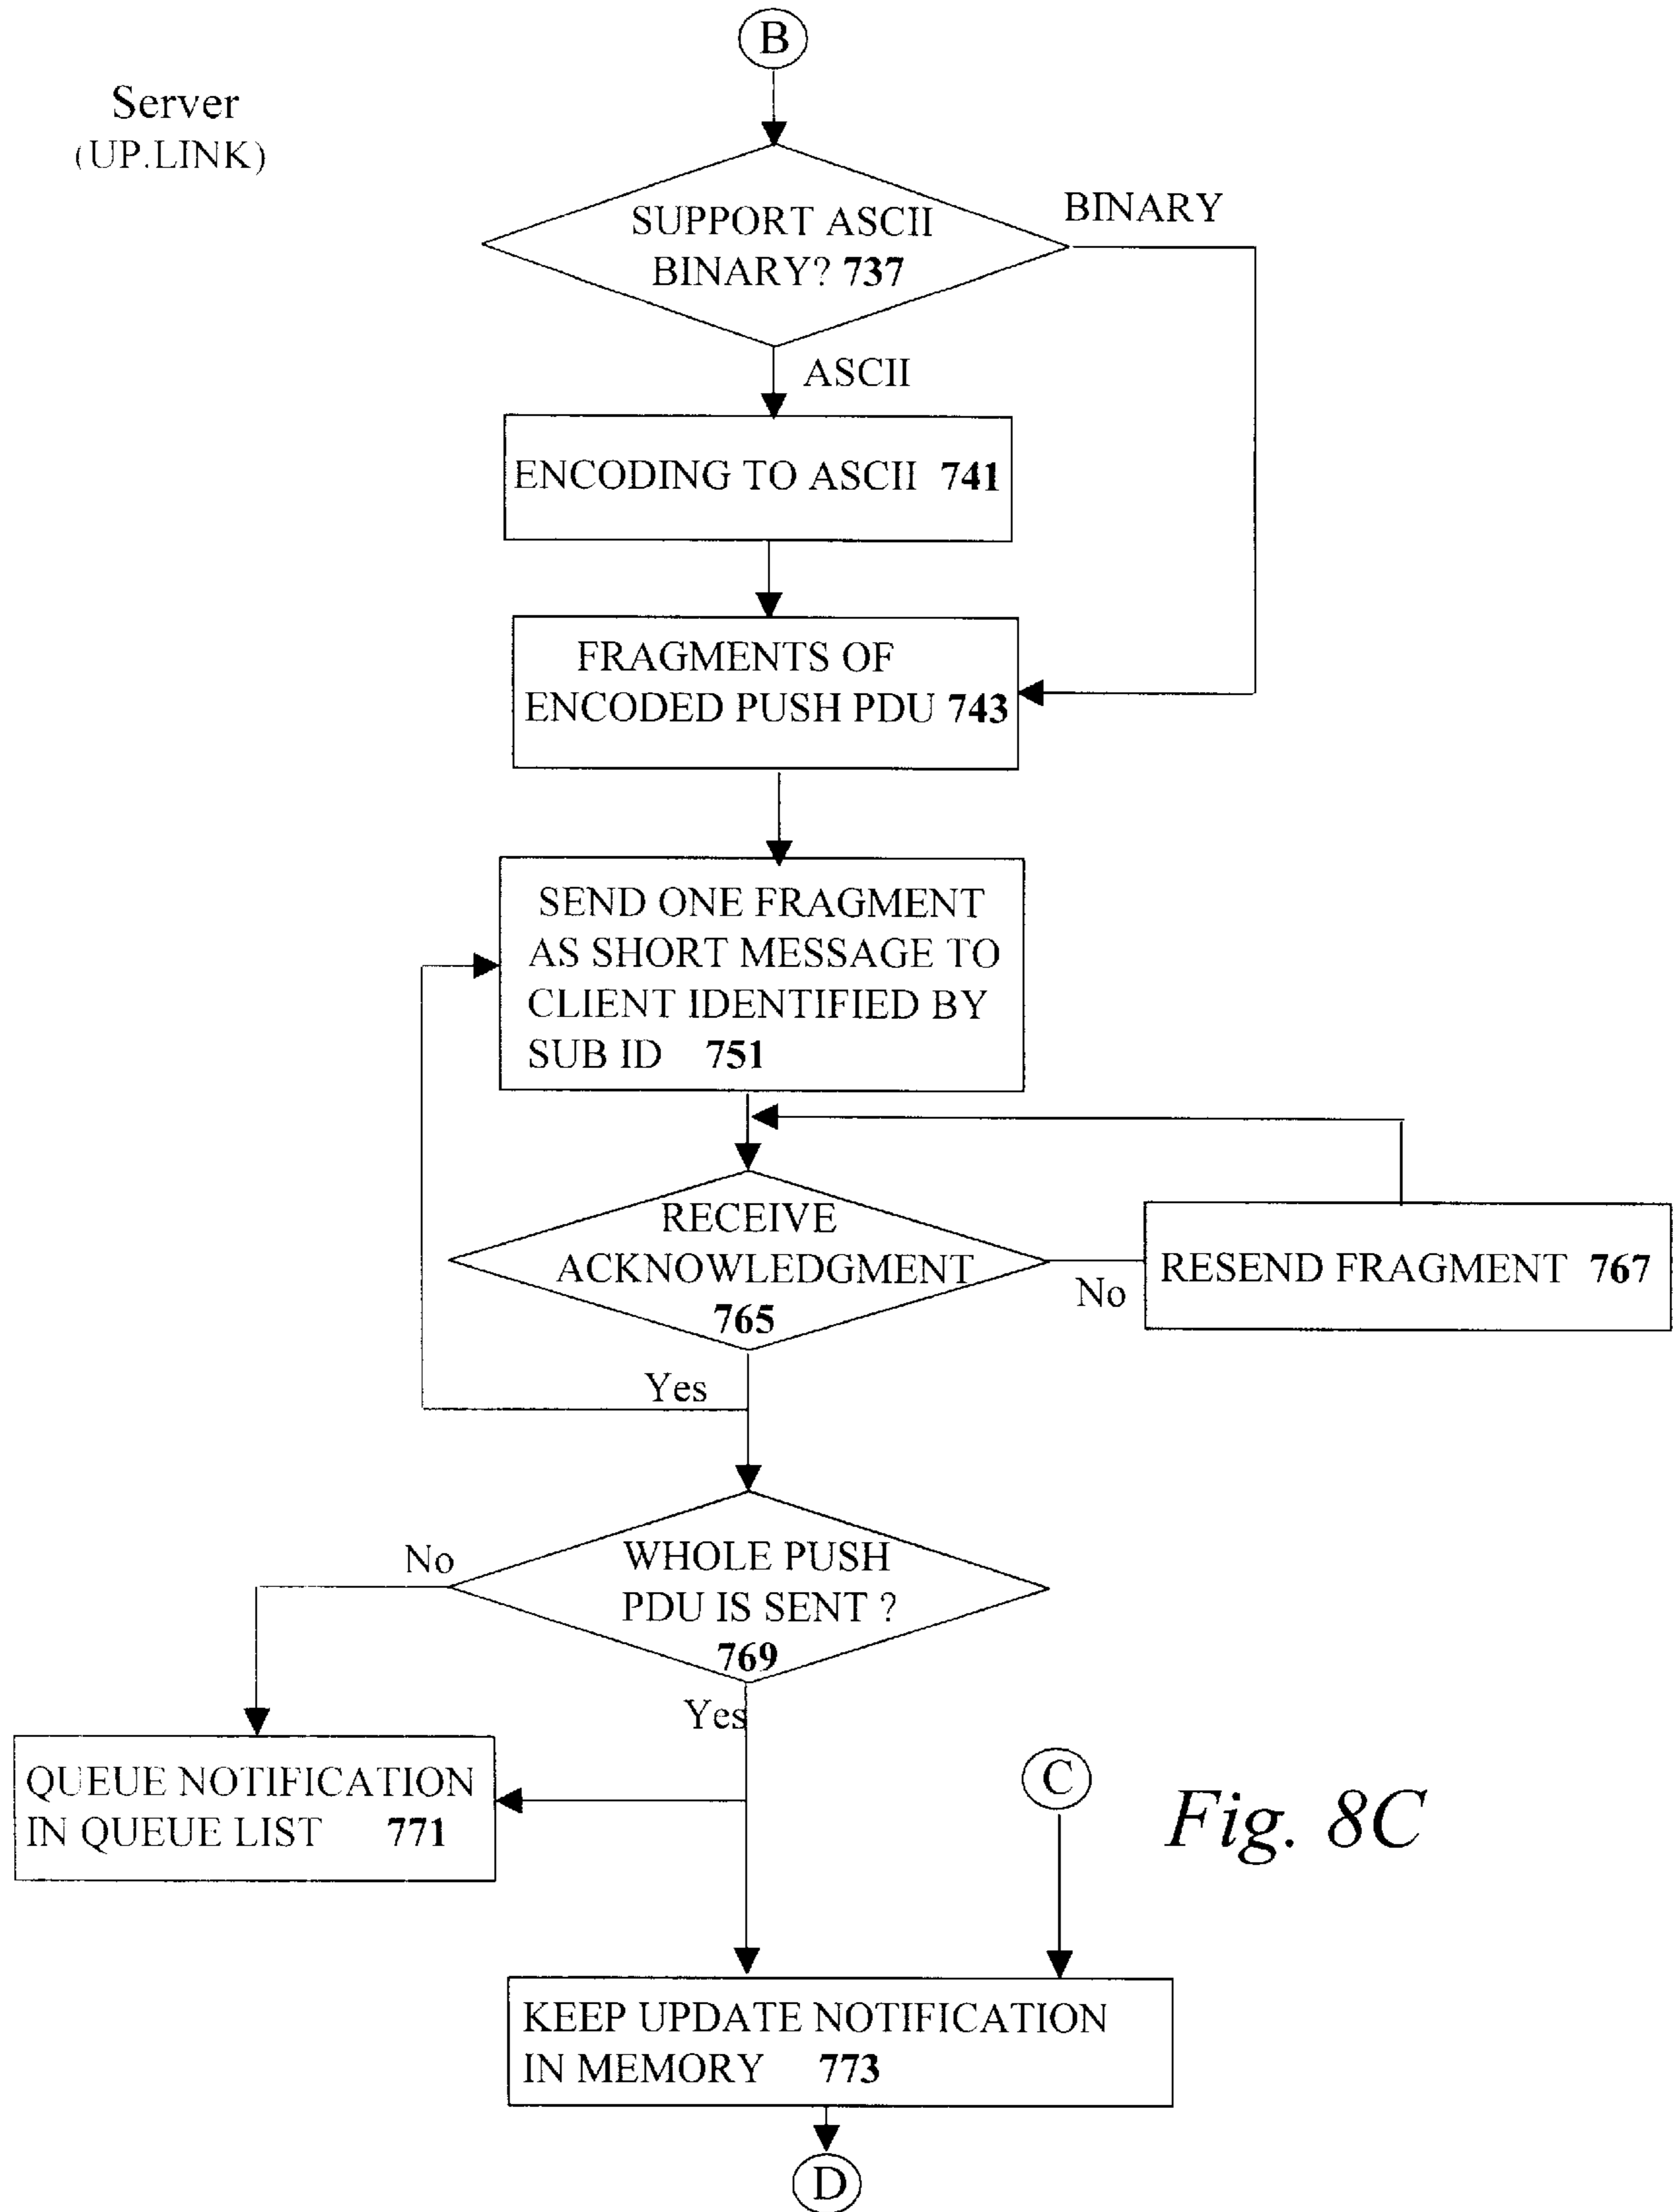 B
Server
(UP.LINK)
SUPPORT ASCII
BINARY? 737
BINARY
ASCII
ENCODING TO ASCII 741
FRAGMENTS OF
ENCODED PUSH PDU 743
SEND ONE FRAGMENT
AS SHORT MESSAGE TO
CLIENT IDENTIFIED BY
SUB ID 751
RECEIVE
ACKNOWLEDGMENT
765
No
RESEND FRAGMENT 767
Yes
No
WHOLE PUSH
PDU IS SENT ?
769
Yes
QUEUE NOTIFICATION
IN QUEUE LIST 771
C
Fig. 8C
KEEP UPDATE NOTIFICATION
IN MEMORY 773
D